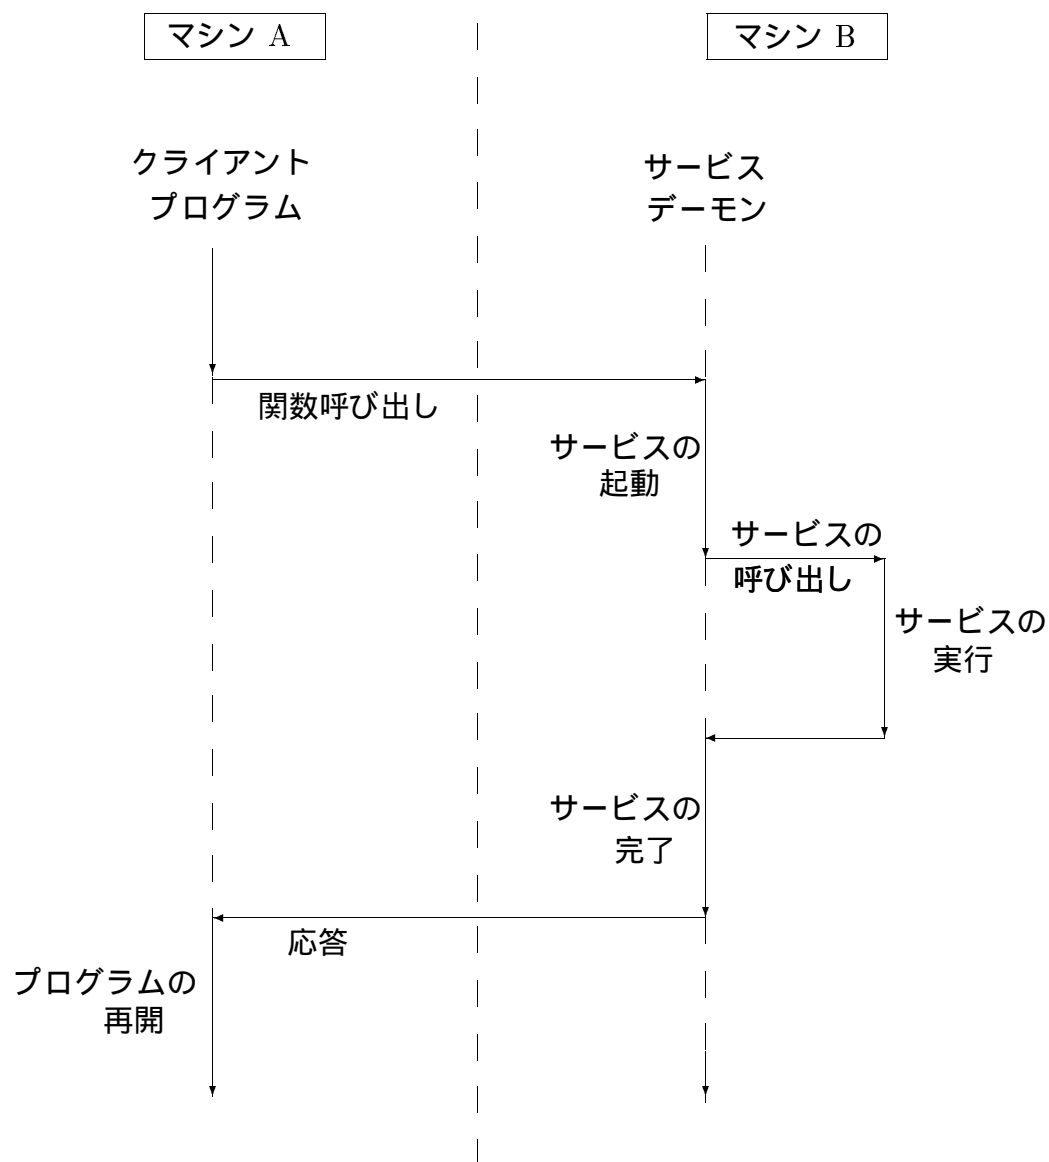 マシン A
マシン B
クライアント
プログラム
サービス
デーモン
関数呼び出し
サービスの
起動
サービスの
呼び出し
サービスの
実行
サービスの
完了
応答
プログラムの
再開